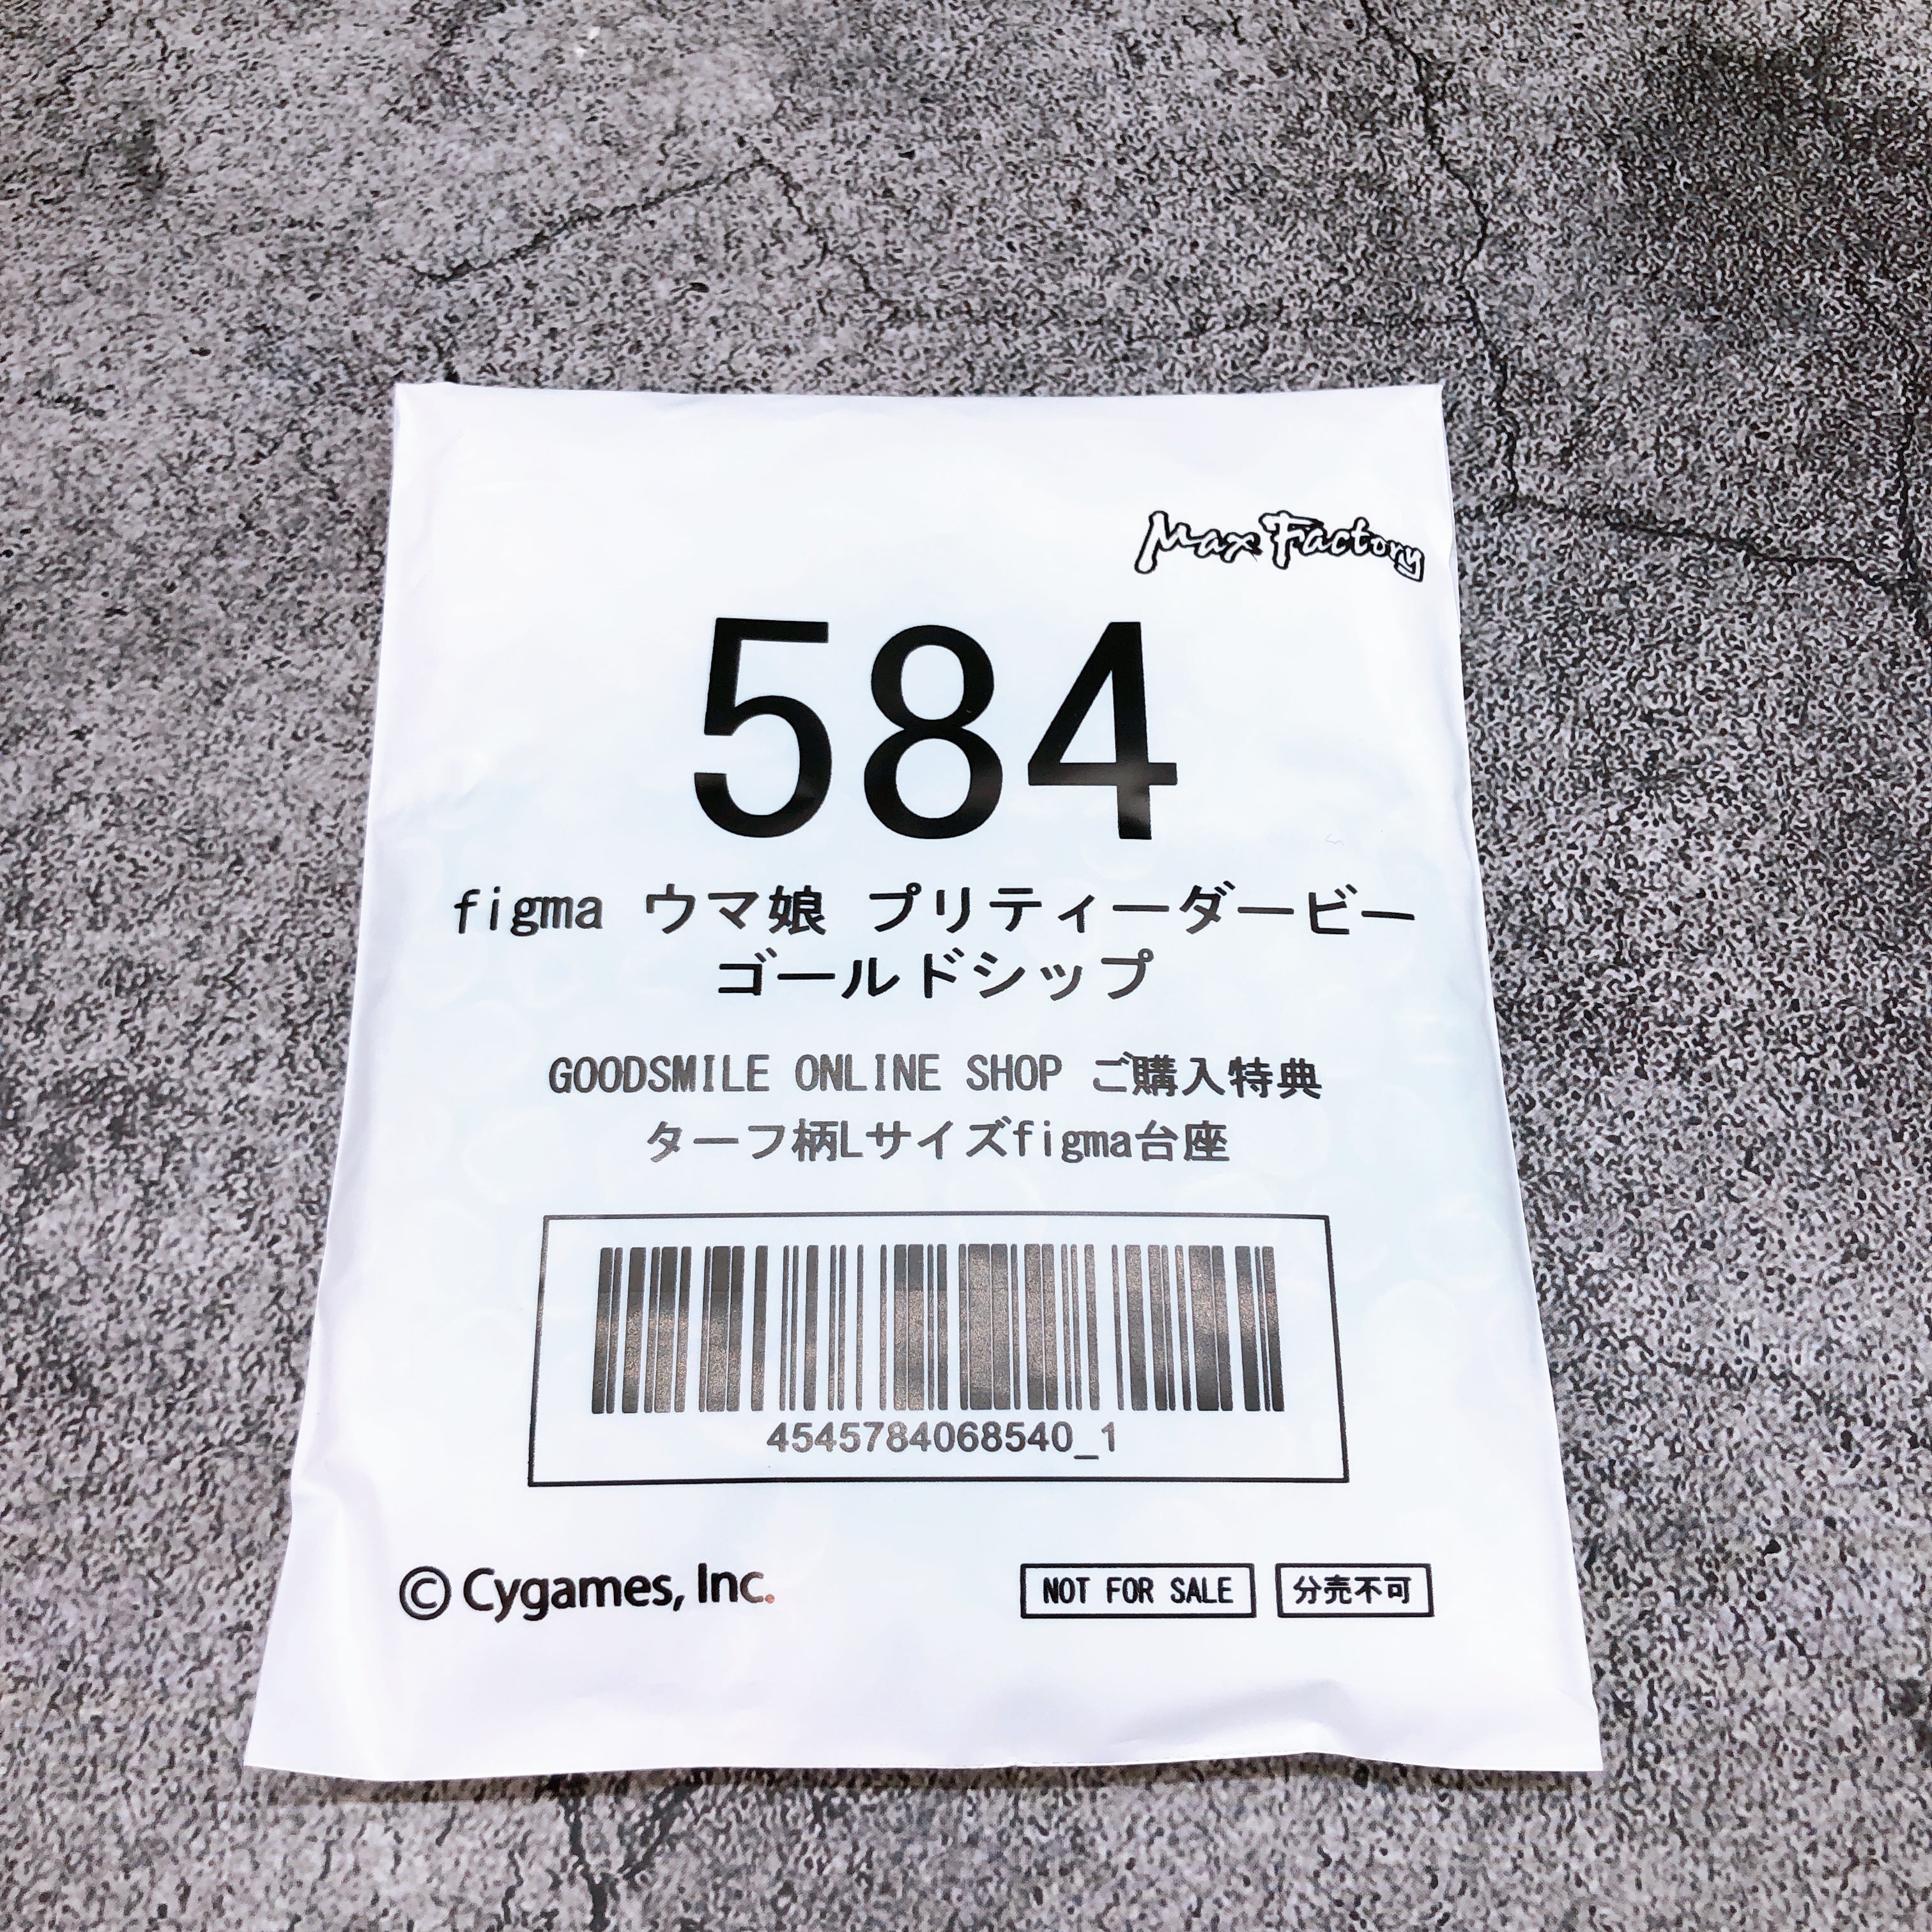 Max Factory
584
figma ウマ娘 プリティーダービー
ゴールドシップ
GOODSMILE ONLINE SHOP ご購入特典
ターフ柄Lサイズfigma台座
4545784068540_1
© Cygames, Inc.
NOT FOR SALE 分売不可